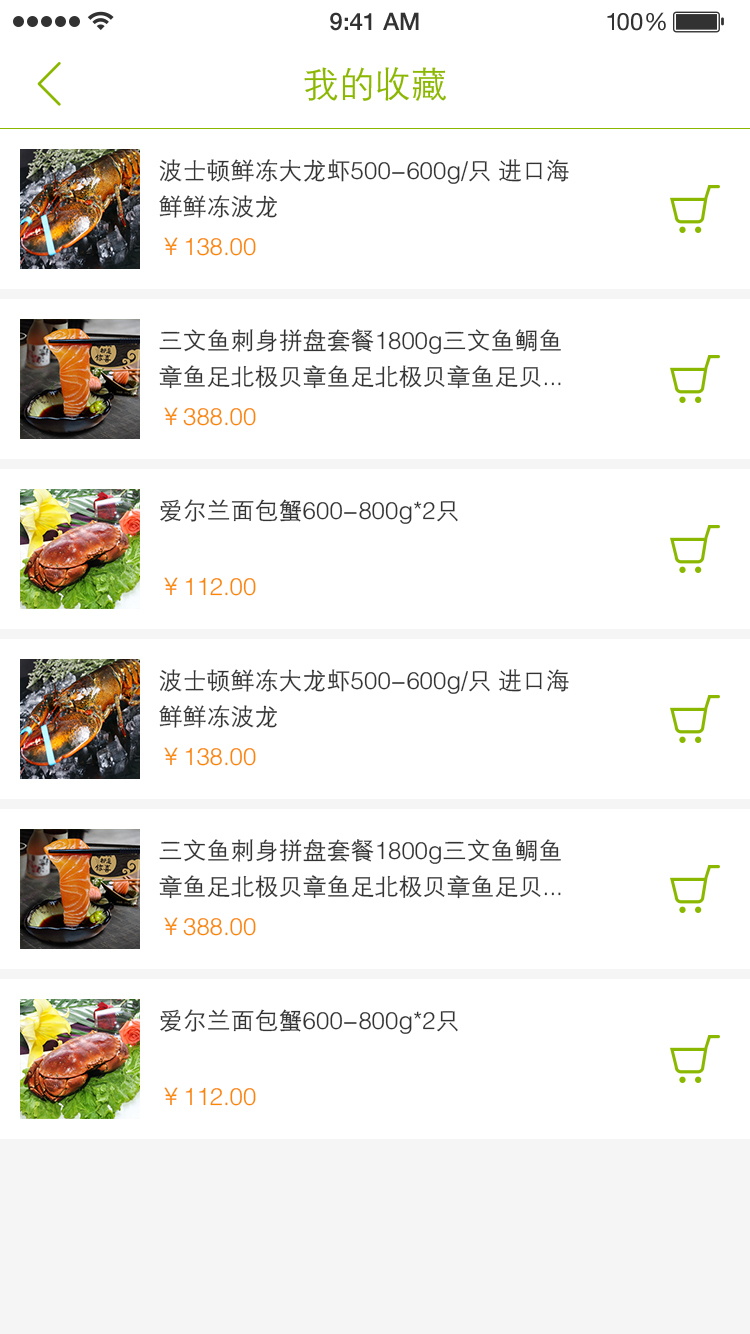 9:41 AM 100%
我的收藏
波士顿鲜冻大龙虾500-600g/只 进口海
鲜鲜冻波龙
￥138.00
三文鱼刺身拼盘套餐1800g三文鱼鲷鱼
章鱼足北极贝章鱼足北极贝章鱼足贝...
￥388.00
爱尔兰面包蟹600-800g*2只
￥112.00
波士顿鲜冻大龙虾500-600g/只 进口海
鲜鲜冻波龙
￥138.00
三文鱼刺身拼盘套餐1800g三文鱼鲷鱼
章鱼足北极贝章鱼足北极贝章鱼足贝...
￥388.00
爱尔兰面包蟹600-800g*2只
￥112.00